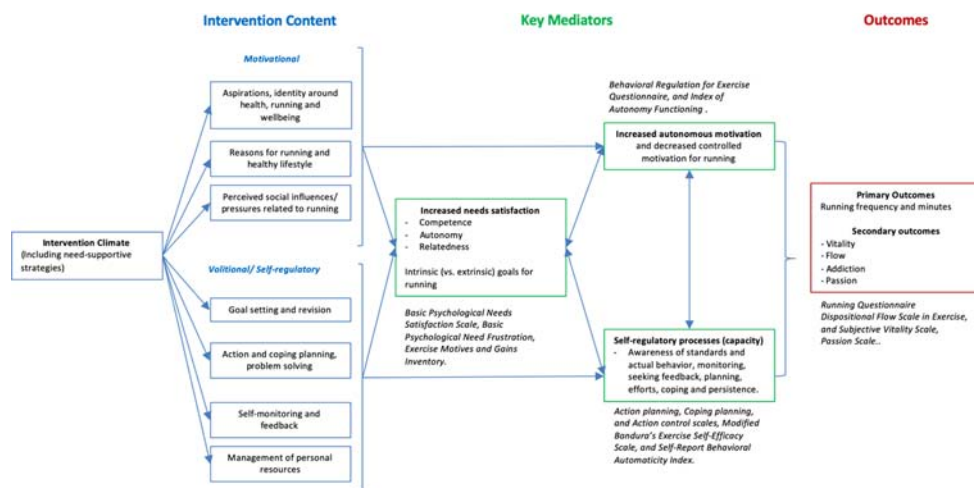 Intervention Content
Key Mediators
Outcomes
Motivational
Aspirations, identity around
health, running and
wellbeing
Reasons for running and
healthy lifestyle
Perceived social influences/
pressures related to running
Intervention Climate
(Including need-supportive
strategies)
Volitional/ Self-regulatory
Goal setting and revision
Action and coping planning,
problem solving
Self-monitoring and
feedback
Management of personal
resources
Increased needs satisfaction
- Competence
- Autonomy
- Relatedness
Intrinsic (vs. extrinsic) goals for
running
Basic Psychological Needs
Satisfaction Scale, Basic
Psychological Need Frustration,
Exercise Motives and Gains
Inventory.
Behavioral Regulation for Exercise
Questionnaire, and Index of
Autonomy Functioning .
Increased autonomous motivation
and decreased controlled
motivation for running
Self-regulatory processes (capacity)
- Awareness of standards and
actual behavior, monitoring,
seeking feedback, planning,
efforts, coping and persistence.
Action planning, Coping planning,
and Action control scales, Modified
Bandura's Exercise Self-Efficacy
Scale, and Self-Report Behavioral
Automaticity Index.
Primary Outcomes
Running frequency and minutes
Secondary outcomes
- Vitality
- Flow
- Addiction
- Passion
Running Questionnaire
Dispositional Flow Scale in Exercise,
and Subjective Vitality Scale,
Passion Scale..